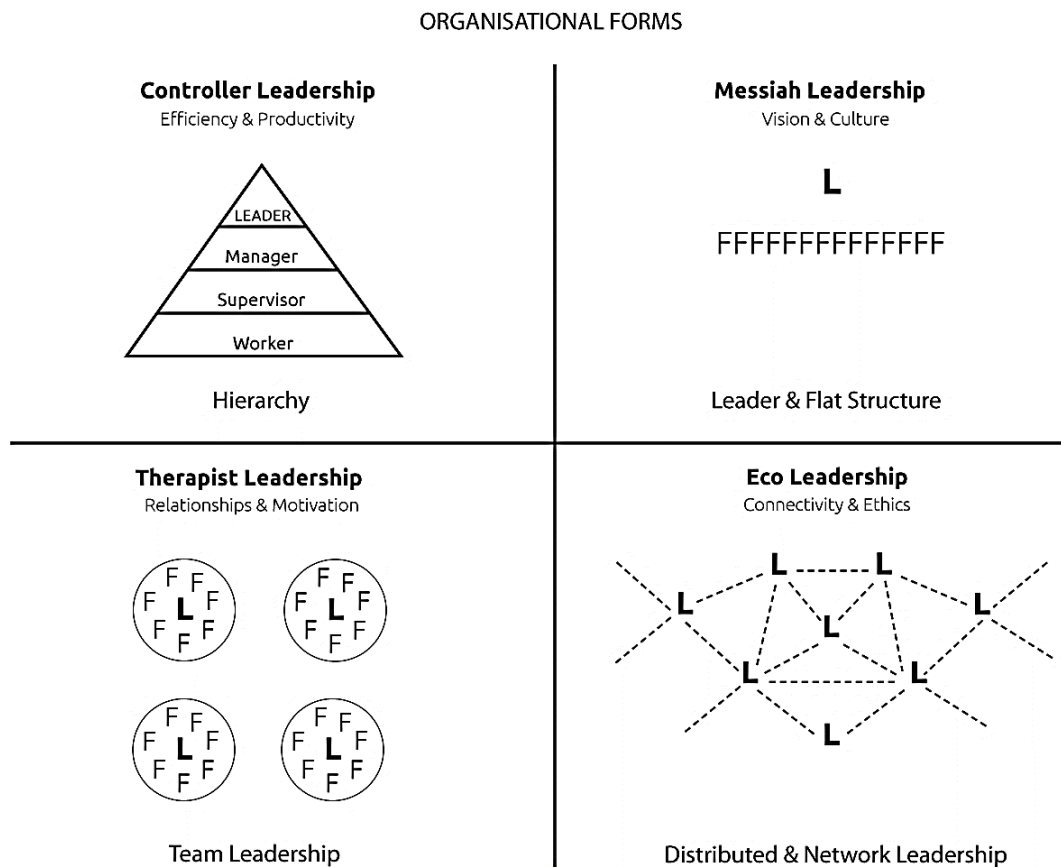 ORGANISATIONAL FORMS
Controller Leadership
Efficiency & Productivity
LEADER
Manager
Supervisor
Worker
Hierarchy
Messiah Leadership
Vision & Culture
L
FFFFFFFFFFFFFF
Leader & Flat Structure
Therapist Leadership
Relationships & Motivation
F F
F F
L
F F
F
F F
F F
L
F F
F
F F
F F
L
F F
F
F F
F F
L
F F
F
Team Leadership
Eco Leadership
Connectivity & Ethics
L L
L L
L
L L
L
Distributed & Network Leadership